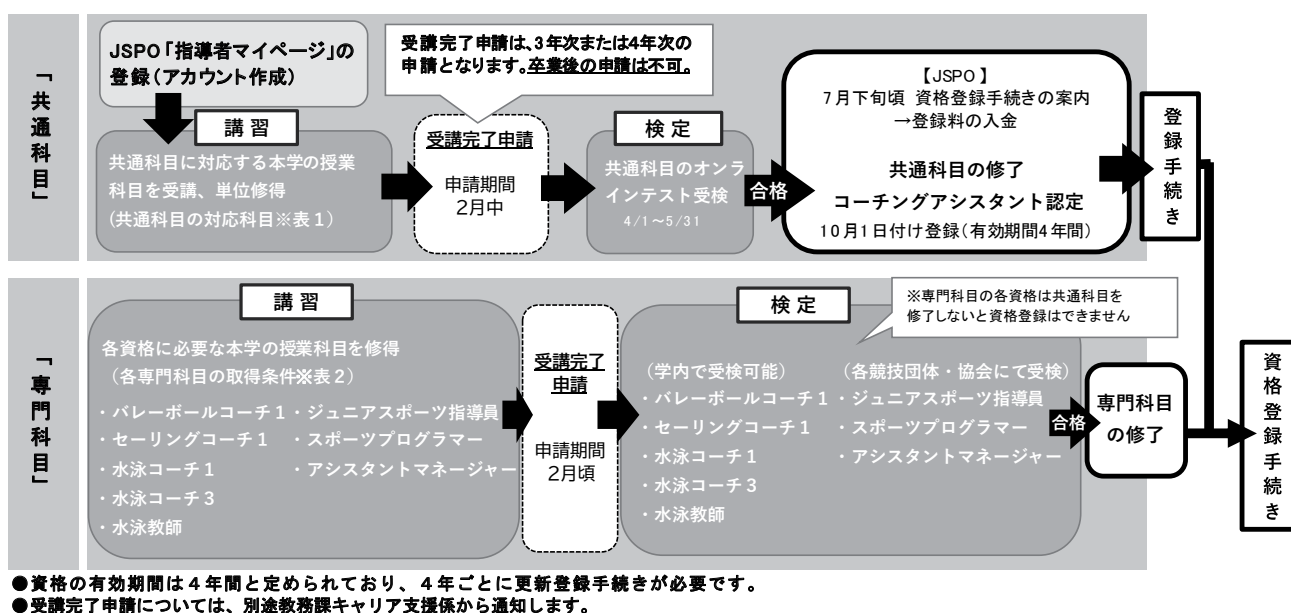 「共通科目」
JSPO「指導者マイページ」の
登録（アカウント作成）
講 習
共通科目に対応する本学の授業
科目を受講、単位修得
(共通科目の対応科目※表１)
受講完了申請は、3年次または4年次の
申請となります。卒業後の申請は不可。
受講完了申請
申請期間
2月中
検 定
共通科目のオンラ
インテスト受検
4/1～5/31
合格
【JSPO】
7月下旬頃 資格登録手続きの案内
→登録料の入金
共通科目の修了
コーチングアシスタント認定
10月1日付け登録（有効期間4年間）
登録手続き
「専門科目」
講 習
各資格に必要な本学の授業科目を修得
（各専門科目の取得条件※表２）
・バレーボールコーチ１
・セーリングコーチ１
・水泳コーチ１
・水泳コーチ３
・水泳教師
・ジュニアスポーツ指導員
・スポーツプログラマー
・アシスタントマネージャー
受講完了
申請
申請期間
2月頃
検 定
※専門科目の各資格は共通科目を
修了しないと資格登録はできません
（学内で受検可能）
・バレーボールコーチ１
・セーリングコーチ１
・水泳コーチ１
・水泳コーチ３
・水泳教師
（各競技団体・協会にて受検）
・ジュニアスポーツ指導員
・スポーツプログラマー
・アシスタントマネージャー
合格
専門科目
の修了
資格登録手続き
●資格の有効期間は４年間と定められており、４年ごとに更新登録手続きが必要です。
●受講完了申請については、別途教務課キャリア支援係から通知します。